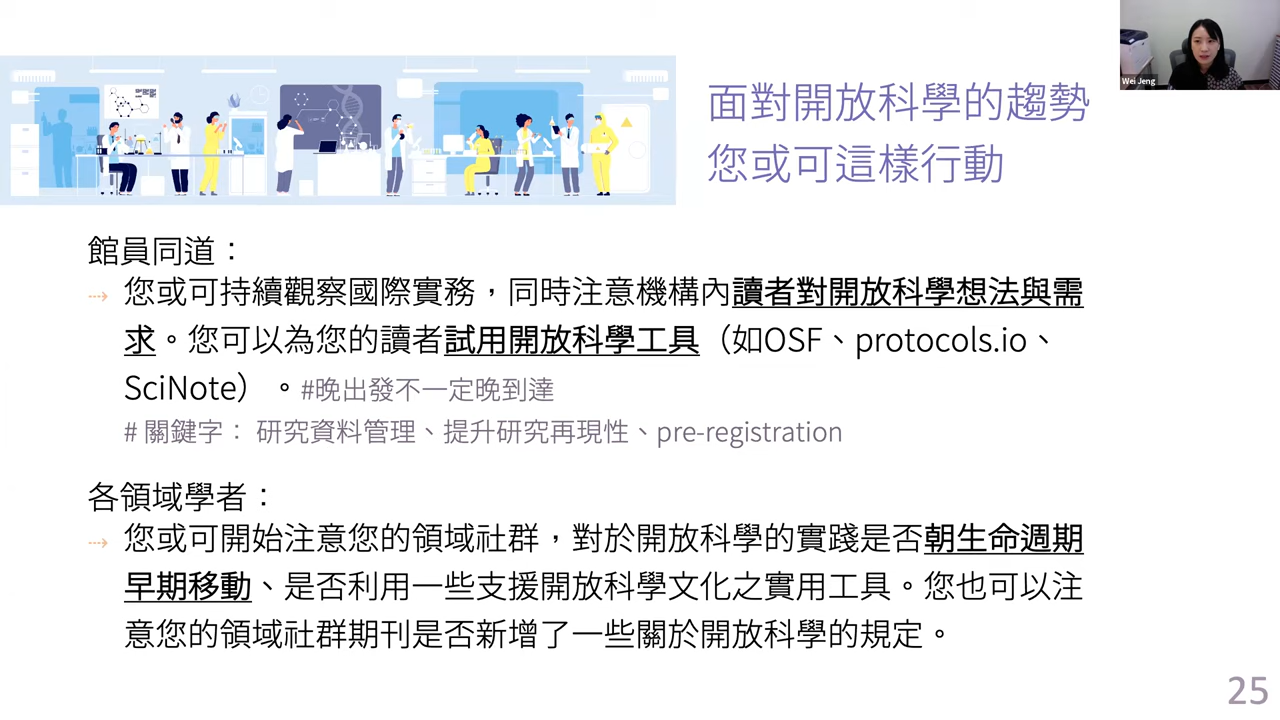 Wei Jeng
面對開放科學的趨勢
您或可這樣行動
館員同道：
⇢ 您或可持續觀察國際實務，同時注意機構內讀者對開放科學想法與需
求。您可以為您的讀者試用開放科學工具（如OSF、protocols.io、
SciNote）。#晚出發不一定晚到達
# 關鍵字： 研究資料管理、提升研究再現性、pre-registration
各領域學者：
⇢ 您或可開始注意您的領域社群，對於開放科學的實踐是否朝生命週期
早期移動、是否利用一些支援開放科學文化之實用工具。您也可以注
意您的領域社群期刊是否新增了一些關於開放科學的規定。
25